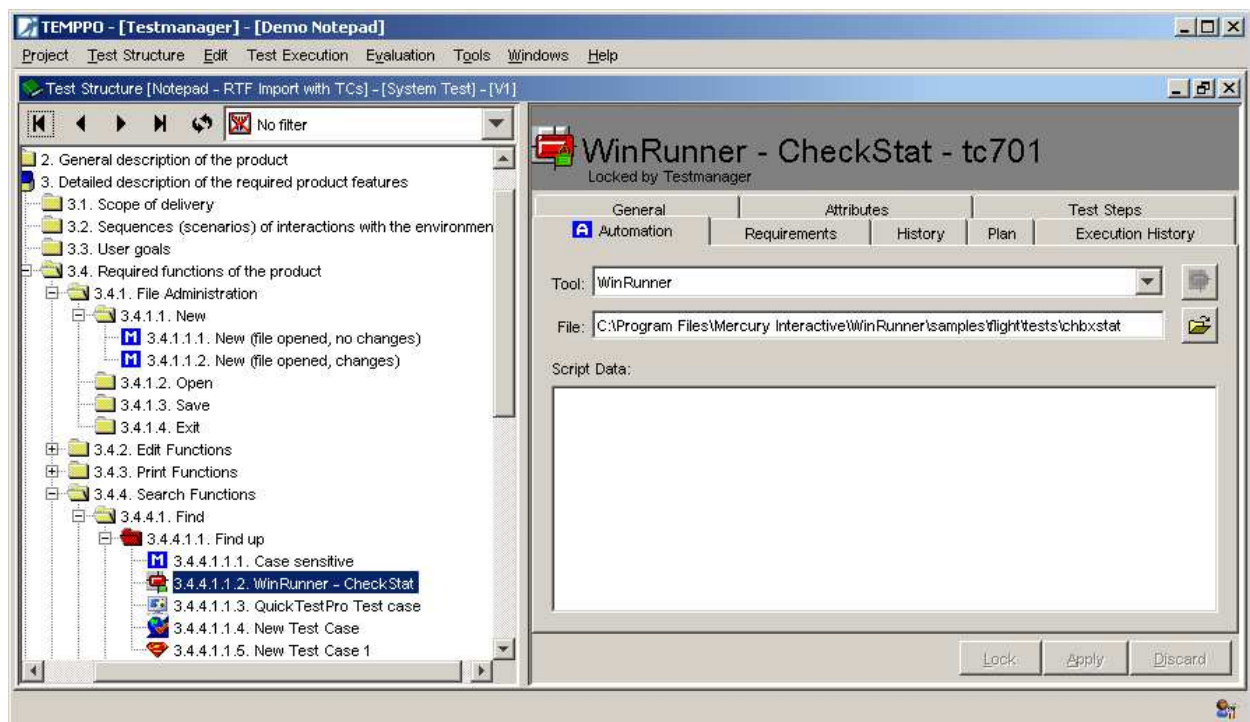 TEMPPO - [Testmanager] - [Demo Notepad]
Project Test Structure Edit Test Execution Evaluation Tools Windows Help
Test Structure [Notepad - RTF Import with TCs] - [System Test] - [V1]
No filter
2. General description of the product
3. Detailed description of the required product features
3.1. Scope of delivery
3.2. Sequences (scenarios) of interactions with the environmen
3.3. User goals
3.4. Required functions of the product
3.4.1. File Administration
3.4.1.1. New
M 3.4.1.1.1. New (file opened, no changes)
M 3.4.1.1.2. New (file opened, changes)
3.4.1.2. Open
3.4.1.3. Save
3.4.1.4. Exit
3.4.2. Edit Functions
3.4.3. Print Functions
3.4.4. Search Functions
3.4.4.1. Find
3.4.4.1.1. Find up
M 3.4.4.1.1.1. Case sensitive
3.4.4.1.1.2. WinRunner - CheckStat
3.4.4.1.1.3. QuickTestPro Test case
3.4.4.1.1.4. New Test Case
3.4.4.1.1.5. New Test Case 1
WinRunner - CheckStat - tc701
Locked by Testmanager
General Attributes Test Steps
A Automation Requirements History Plan Execution History
Tool: WinRunner
File: C:\Program Files\Mercury Interactive\WinRunner\samples\flight\tests\chbxstat
Script Data:
Lock Apply Discard